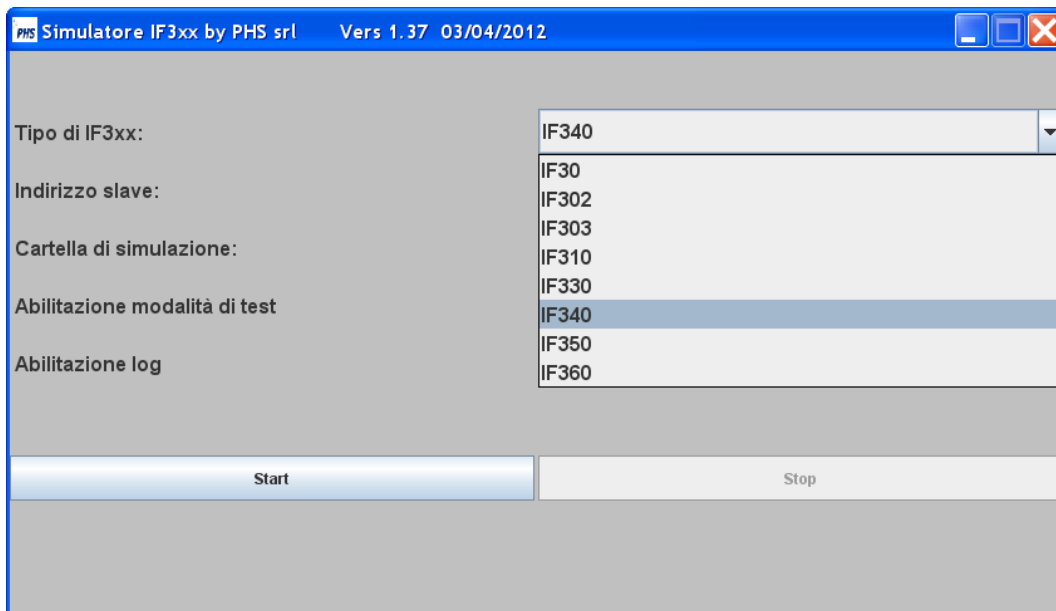 PHS Simulatore IF3xx by PHS srl Vers 1.37 03/04/2012
Tipo di IF3xx: IF340
IF30
Indirizzo slave: IF302
IF303
Cartella di simulazione: IF310
IF330
Abilitazione modalità di test IF340
IF350
Abilitazione log IF360
Start Stop